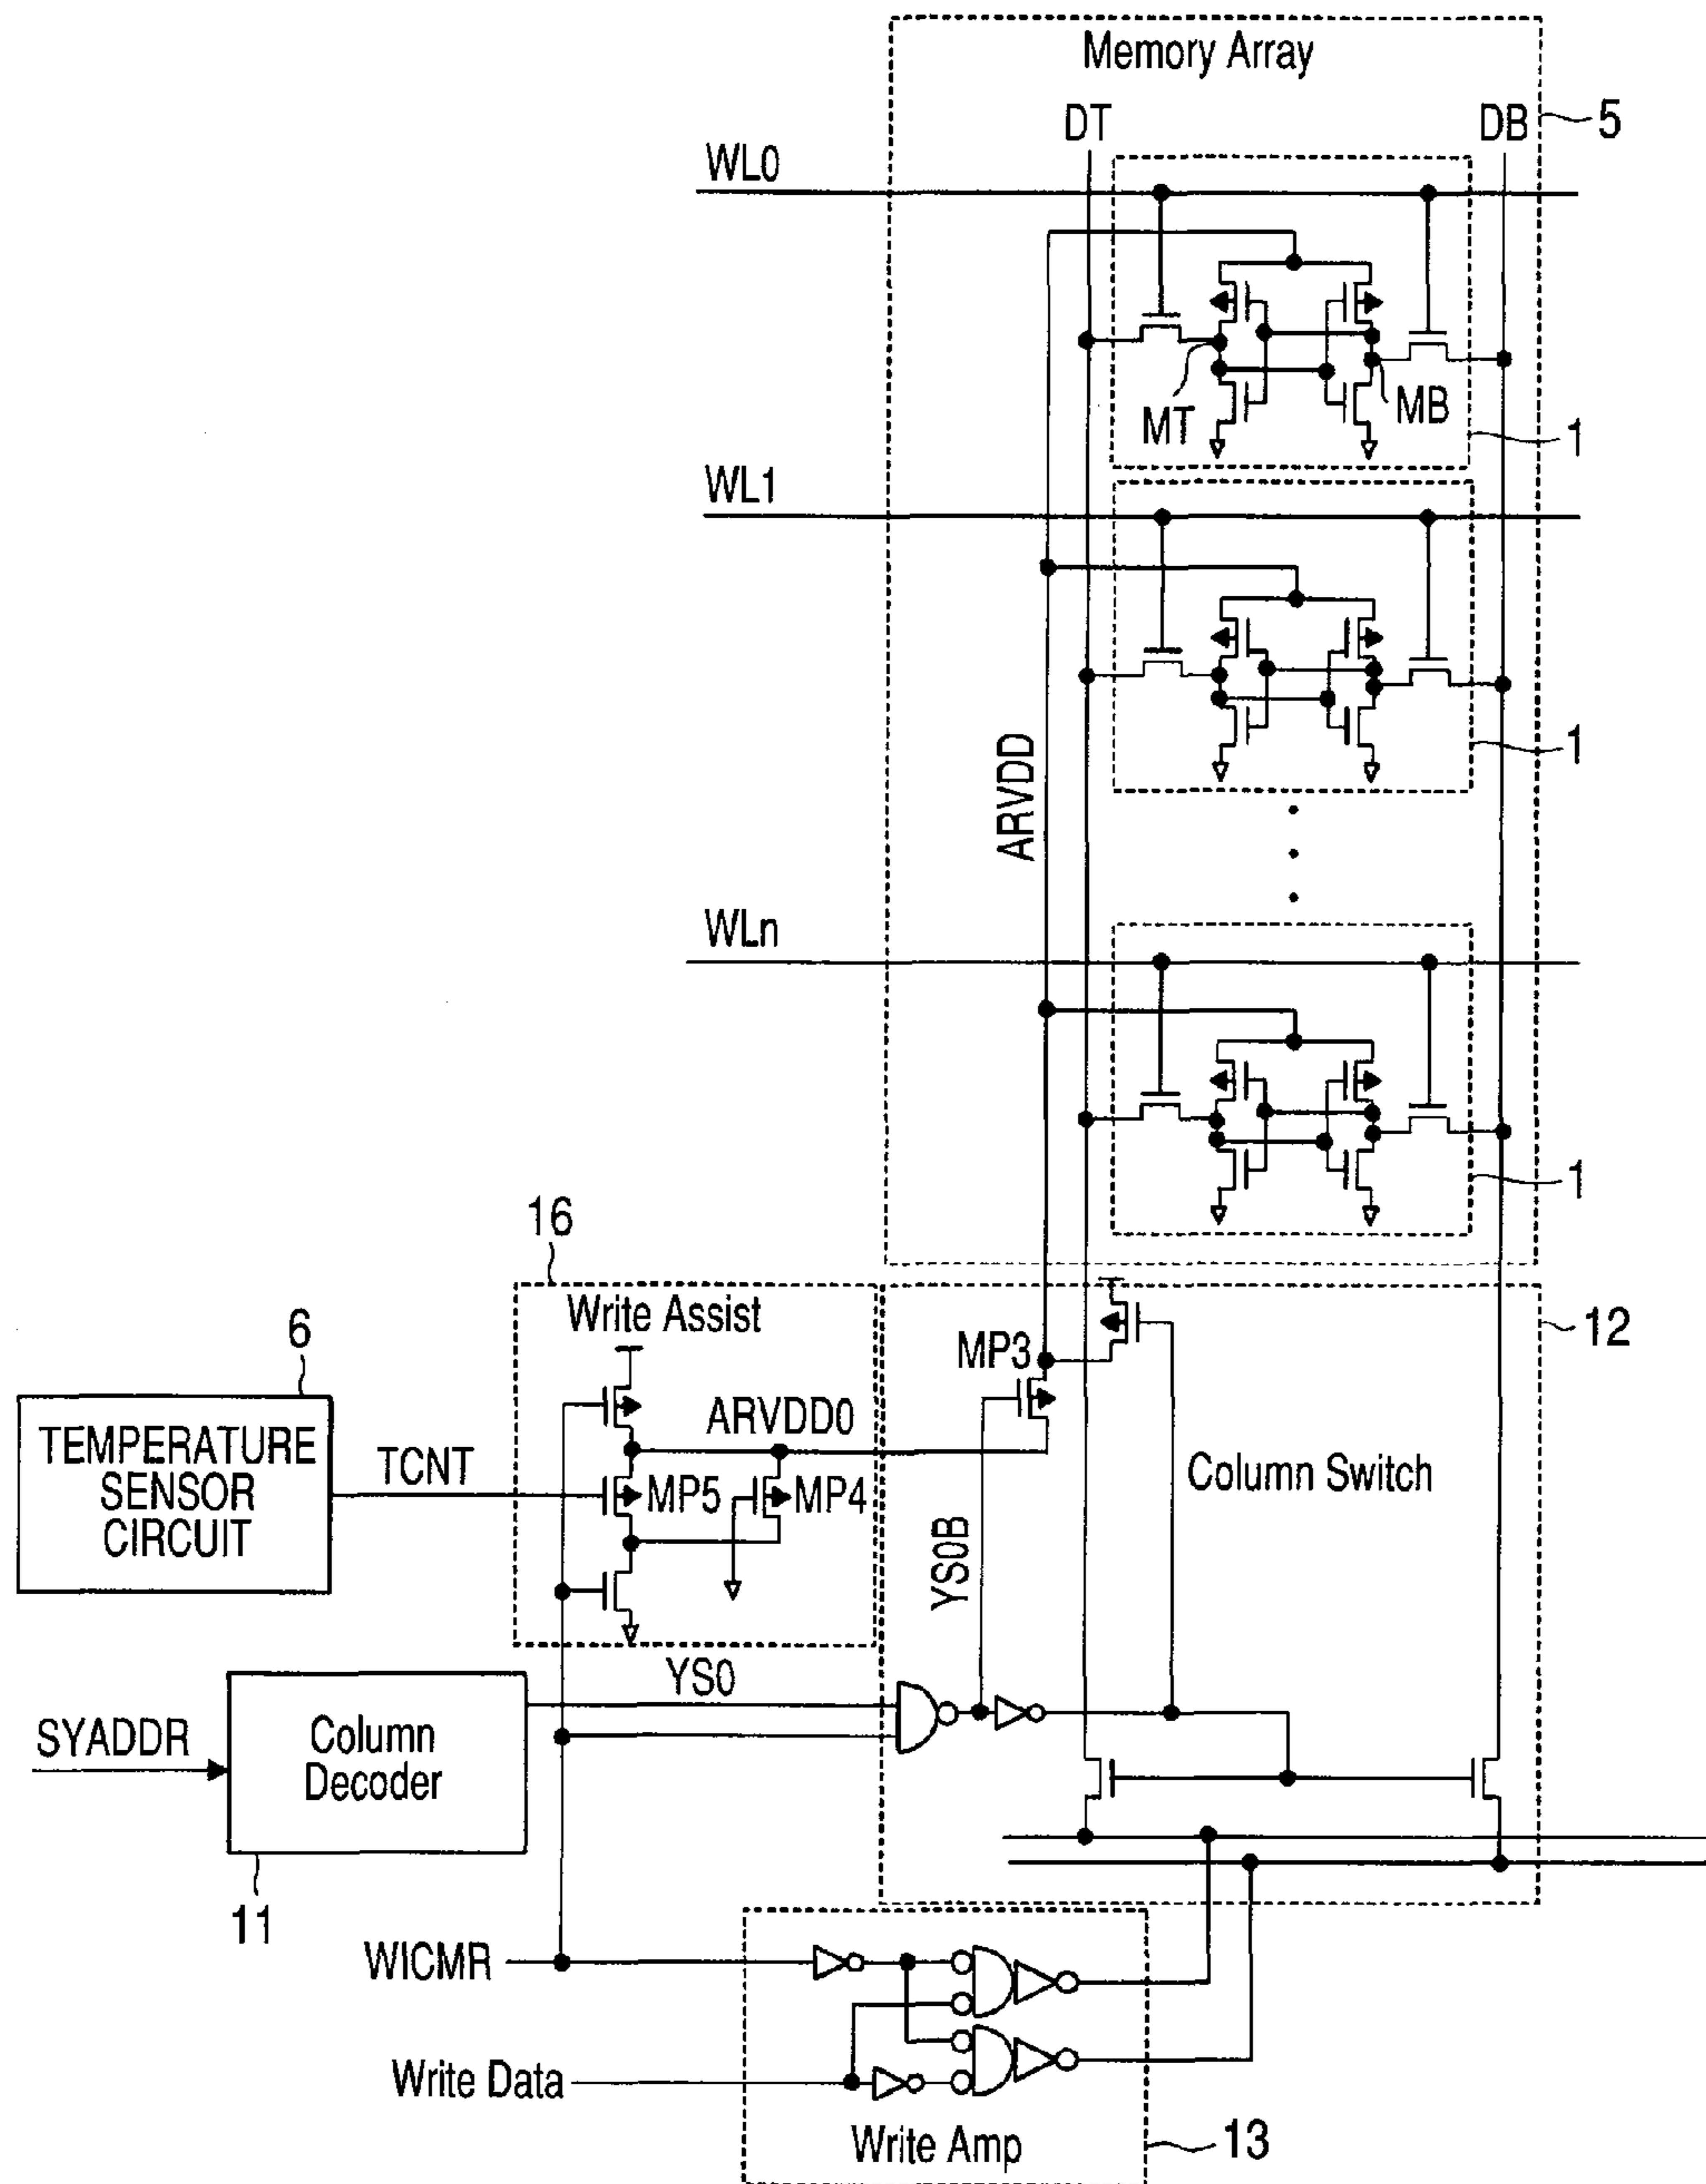 Memory Array
DT
DB
5
WL0
MT
MB
1
WL1
ARVDD
1
WLn
1
16
Write Assist
6
TEMPERATURE
SENSOR
CIRCUIT
TCNT
ARVDD0
MP5
MP4
MP3
12
Column Switch
YS0B
YS0
SYADDR
Column
Decoder
11
WICMR
Write Data
Write Amp
13